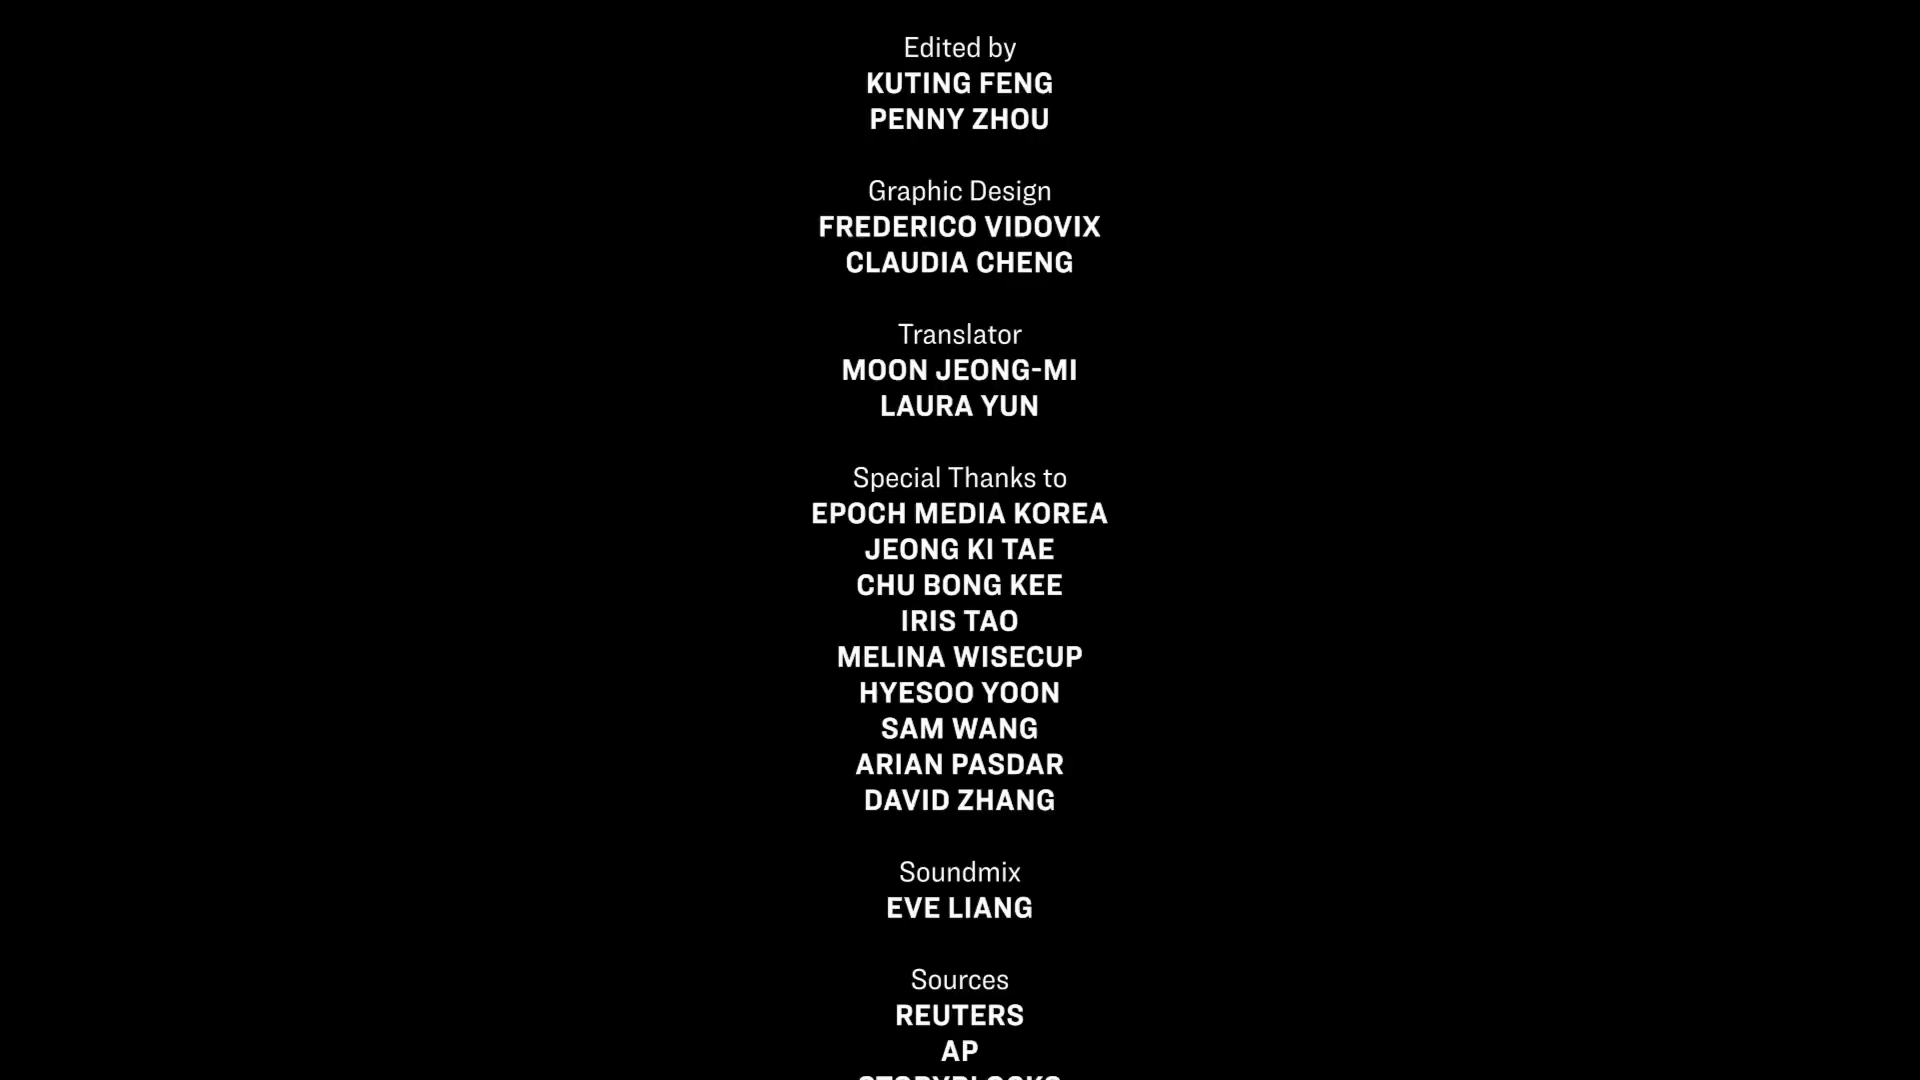 Edited by
KUTING FENG
PENNY ZHOU
Graphic Design
FREDERICO VIDOVIX
CLAUDIA CHENG
Translator
MOON JEONG-MI
LAURA YUN
Special Thanks to
EPOCH MEDIA KOREA
JEONG KI TAE
CHU BONG KEE
IRIS TAO
MELINA WISECUP
HYESOO YOON
SAM WANG
ARIAN PASDAR
DAVID ZHANG
Soundmix
EVE LIANG
Sources
REUTERS
AP